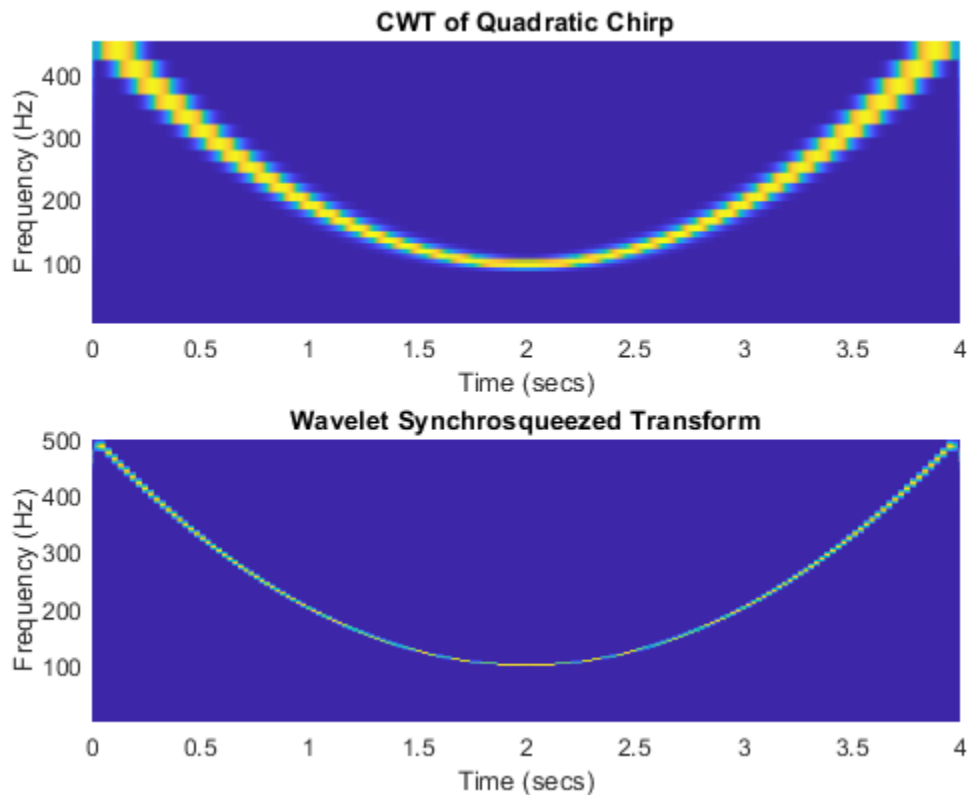 CWT of Quadratic Chirp
Frequency (Hz)
400
300
200
100
0 0.5 1 1.5 2 2.5 3 3.5 4
Time (secs)
Wavelet Synchrosqueezed Transform
Frequency (Hz)
500
400
300
200
100
0 0.5 1 1.5 2 2.5 3 3.5 4
Time (secs)